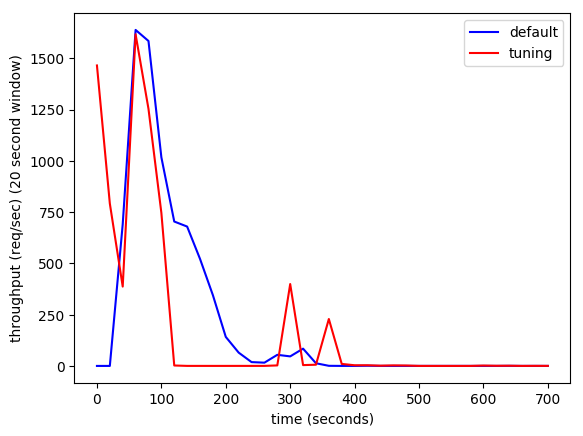 default
tuning
1500
1250
1000
750
500
250
0
throughput (req/sec) (20 second window)
0 100 200 300 400 500 600 700
time (seconds)